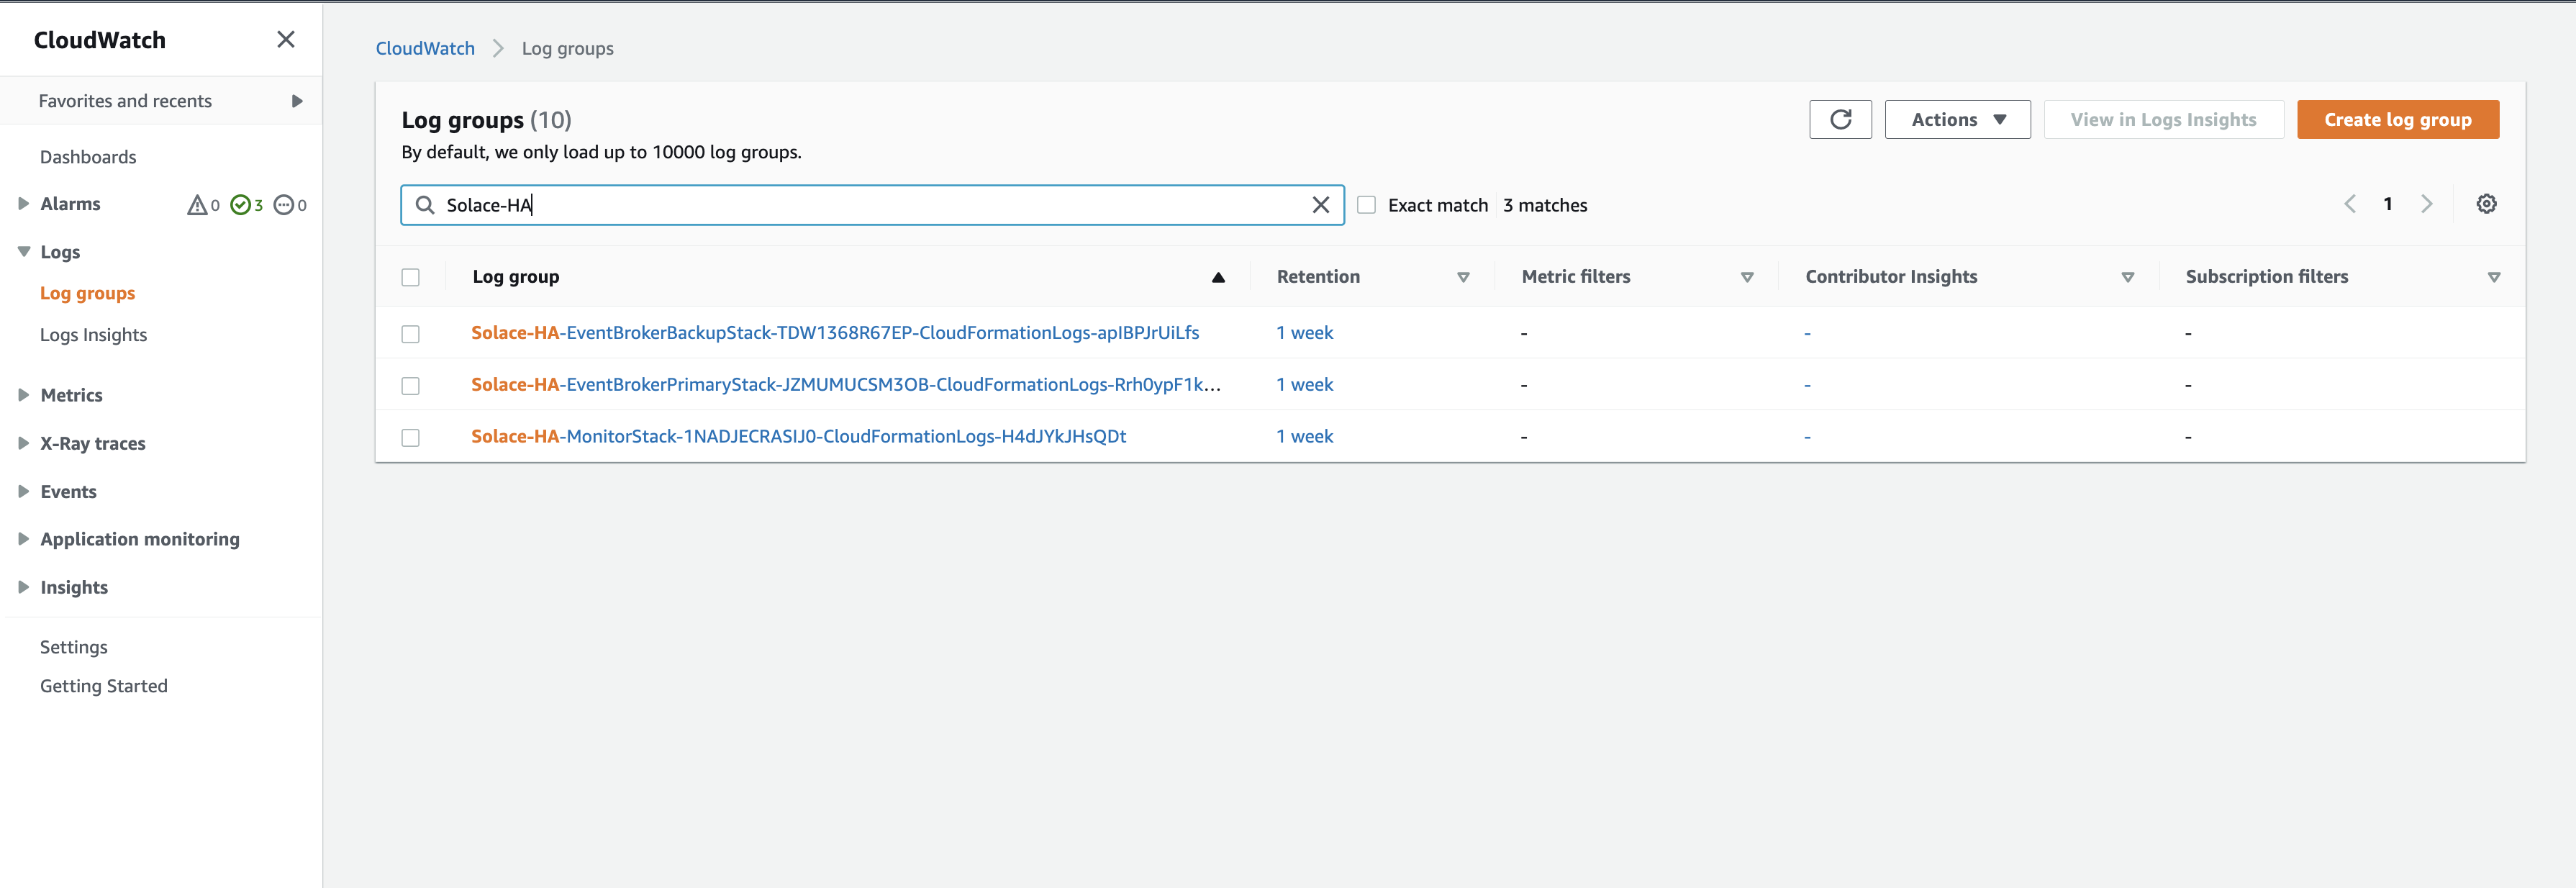 CloudWatch
Favorites and recents
Dashboards
Alarms 0 3 0
Logs
Log groups
Logs Insights
Metrics
X-Ray traces
Events
Application monitoring
Insights
Settings
Getting Started
CloudWatch Log groups
Log groups (10)
By default, we only load up to 10000 log groups.
Actions View in Logs Insights Create log group
Solace-HA Exact match 3 matches 1
Log group Retention Metric filters Contributor Insights Subscription filters
Solace-HA-EventBrokerBackupStack-TDW1368R67EP-CloudFormationLogs-apIBPJrUiLfs 1 week - - -
Solace-HA-EventBrokerPrimaryStack-JZMUMUCSM3OB-CloudFormationLogs-Rrh0ypF1k... 1 week - - -
Solace-HA-MonitorStack-1NADJECRASIJ0-CloudFormationLogs-H4dJYkJHsQDt 1 week - - -